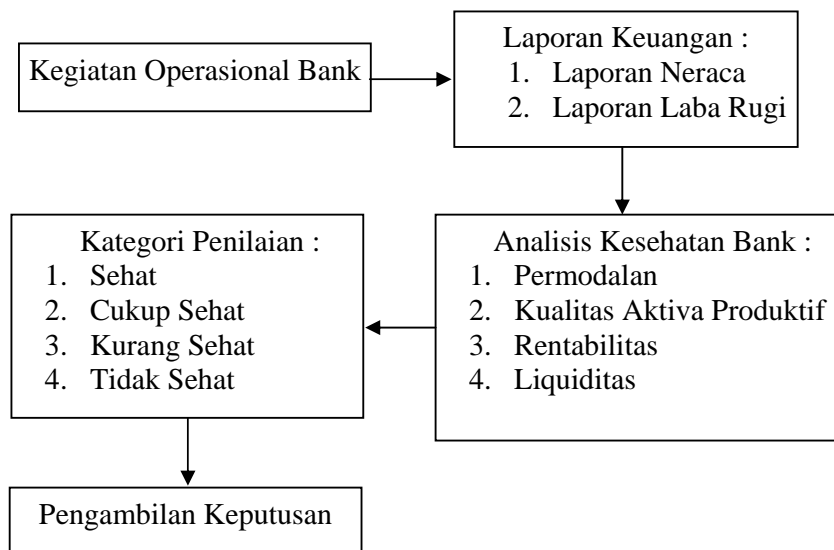 Kegiatan Operasional Bank
Laporan Keuangan :
1. Laporan Neraca
2. Laporan Laba Rugi
Analisis Kesehatan Bank :
1. Permodalan
2. Kualitas Aktiva Produktif
3. Rentabilitas
4. Liquiditas
Kategori Penilaian :
1. Sehat
2. Cukup Sehat
3. Kurang Sehat
4. Tidak Sehat
Pengambilan Keputusan